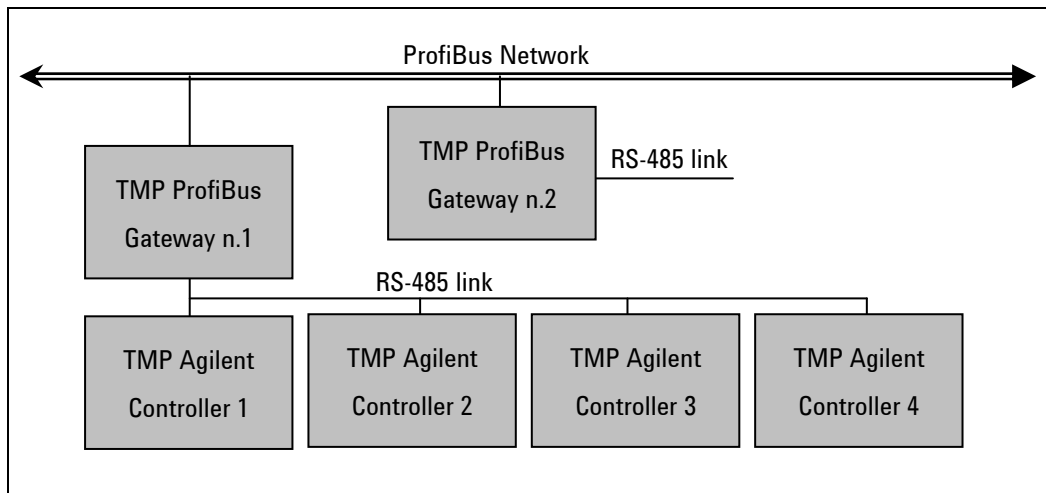 ProfiBus Network
TMP ProfiBus
Gateway n.1
TMP ProfiBus
Gateway n.2
RS-485 link
RS-485 link
TMP Agilent
Controller 1
TMP Agilent
Controller 2
TMP Agilent
Controller 3
TMP Agilent
Controller 4